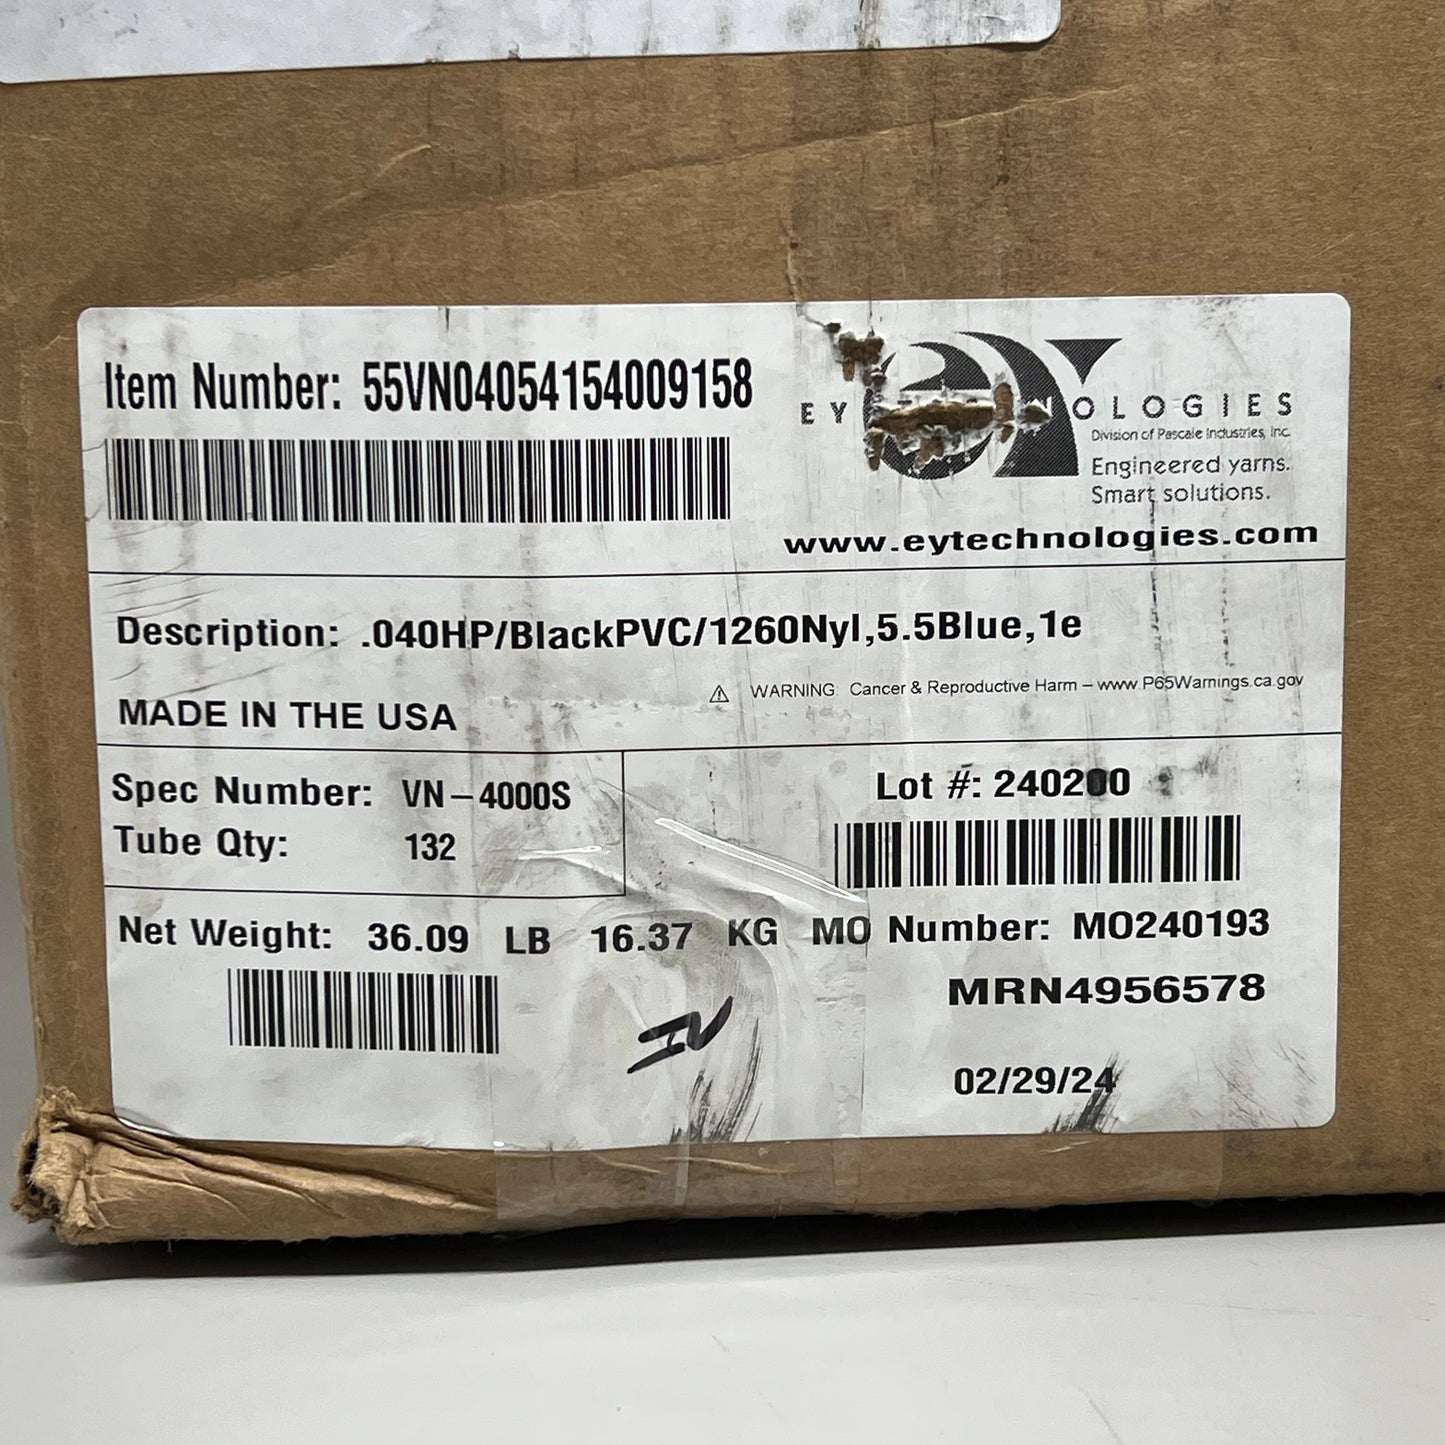 Item Number: 55VN04054154009158
NOLOGIES
Division of Pascale Industries, Inc.
Engineered yarns.
Smart solutions.
www.eytechnologies.com
Description: .040HP/BlackPVC/1260Nyl,5.5Blue,1e
WARNING: Cancer & Reproductive Harm – www.P65Warnings.ca.gov
MADE IN THE USA
Spec Number: VN-4000S
Tube Qty: 132
Lot #: 240200
Net Weight: 36.09 LB 16.37 KG
MO Number: MO240193
MRN4956578
02/29/24